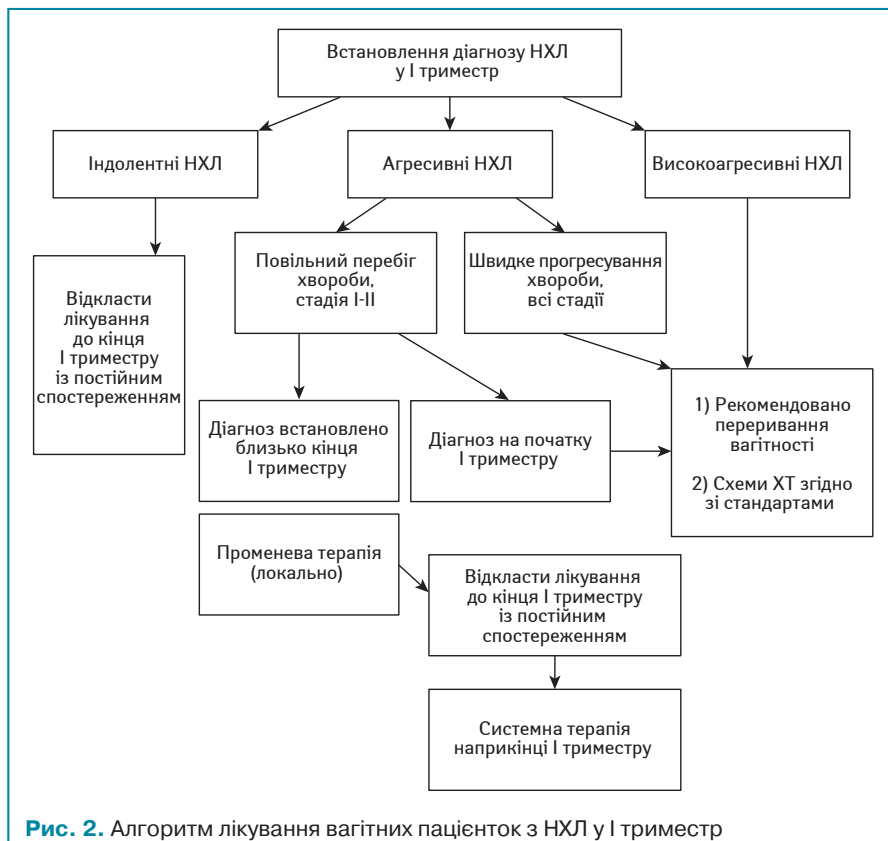 Встановлення діагнозу НХЛ
у І триместр
Індолентні НХЛ
Агресивні НХЛ
Високоагресивні НХЛ
Відкласти
лікування
до кінця
І триместру
із постійним
спостереженням
Повільний перебіг
хвороби,
стадія І-ІІ
Швидке прогресування
хвороби,
всі стадії
Діагноз встановлено
близько кінця
І триместру
Діагноз на початку
І триместру
1) Рекомендовано
переривання
вагітності
2) Схеми ХТ згідно
зі стандартами
Променева терапія
(локально)
Відкласти лікування
до кінця І триместру
із постійним
спостереженням
Системна терапія
наприкінці І триместру
Рис. 2. Алгоритм лікування вагітних пацієнток з НХЛ у І триместр